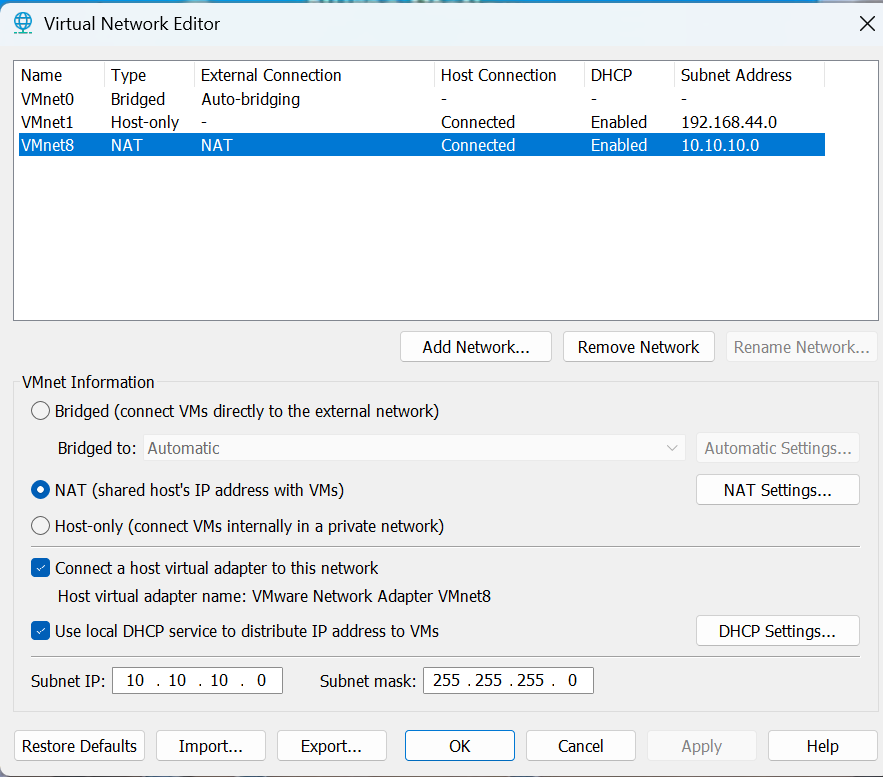 Virtual Network Editor
Name Type External Connection Host Connection DHCP Subnet Address
VMnet0 Bridged Auto-bridging - - -
VMnet1 Host-only - Connected Enabled 192.168.44.0
VMnet8 NAT NAT Connected Enabled 10.10.10.0
Add Network... Remove Network Rename Network...
VMnet Information
Bridged (connect VMs directly to the external network)
Bridged to: Automatic Automatic Settings...
NAT (shared host's IP address with VMs) NAT Settings...
Host-only (connect VMs internally in a private network)
Connect a host virtual adapter to this network
Host virtual adapter name: VMware Network Adapter VMnet8
Use local DHCP service to distribute IP address to VMs DHCP Settings...
Subnet IP: 10 . 10 . 10 . 0 Subnet mask: 255 . 255 . 255 . 0
Restore Defaults Import... Export... OK Cancel Apply Help